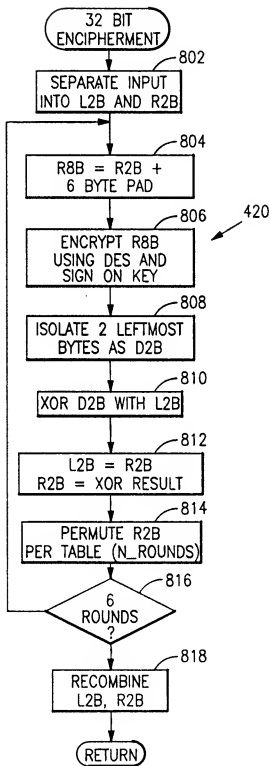 32 BIT
ENCIPHERMENT
802
SEPARATE INPUT
INTO L2B AND R2B
804
R8B = R2B +
6 BYTE PAD
806
420
ENCRYPT R8B
USING DES AND
SIGN ON KEY
808
ISOLATE 2 LEFTMOST
BYTES AS D2B
810
XOR D2B WITH L2B
812
L2B = R2B
R2B = XOR RESULT
814
PERMUTE R2B
PER TABLE (N_ROUNDS)
816
6
ROUNDS
?
818
RECOMBINE
L2B, R2B
RETURN